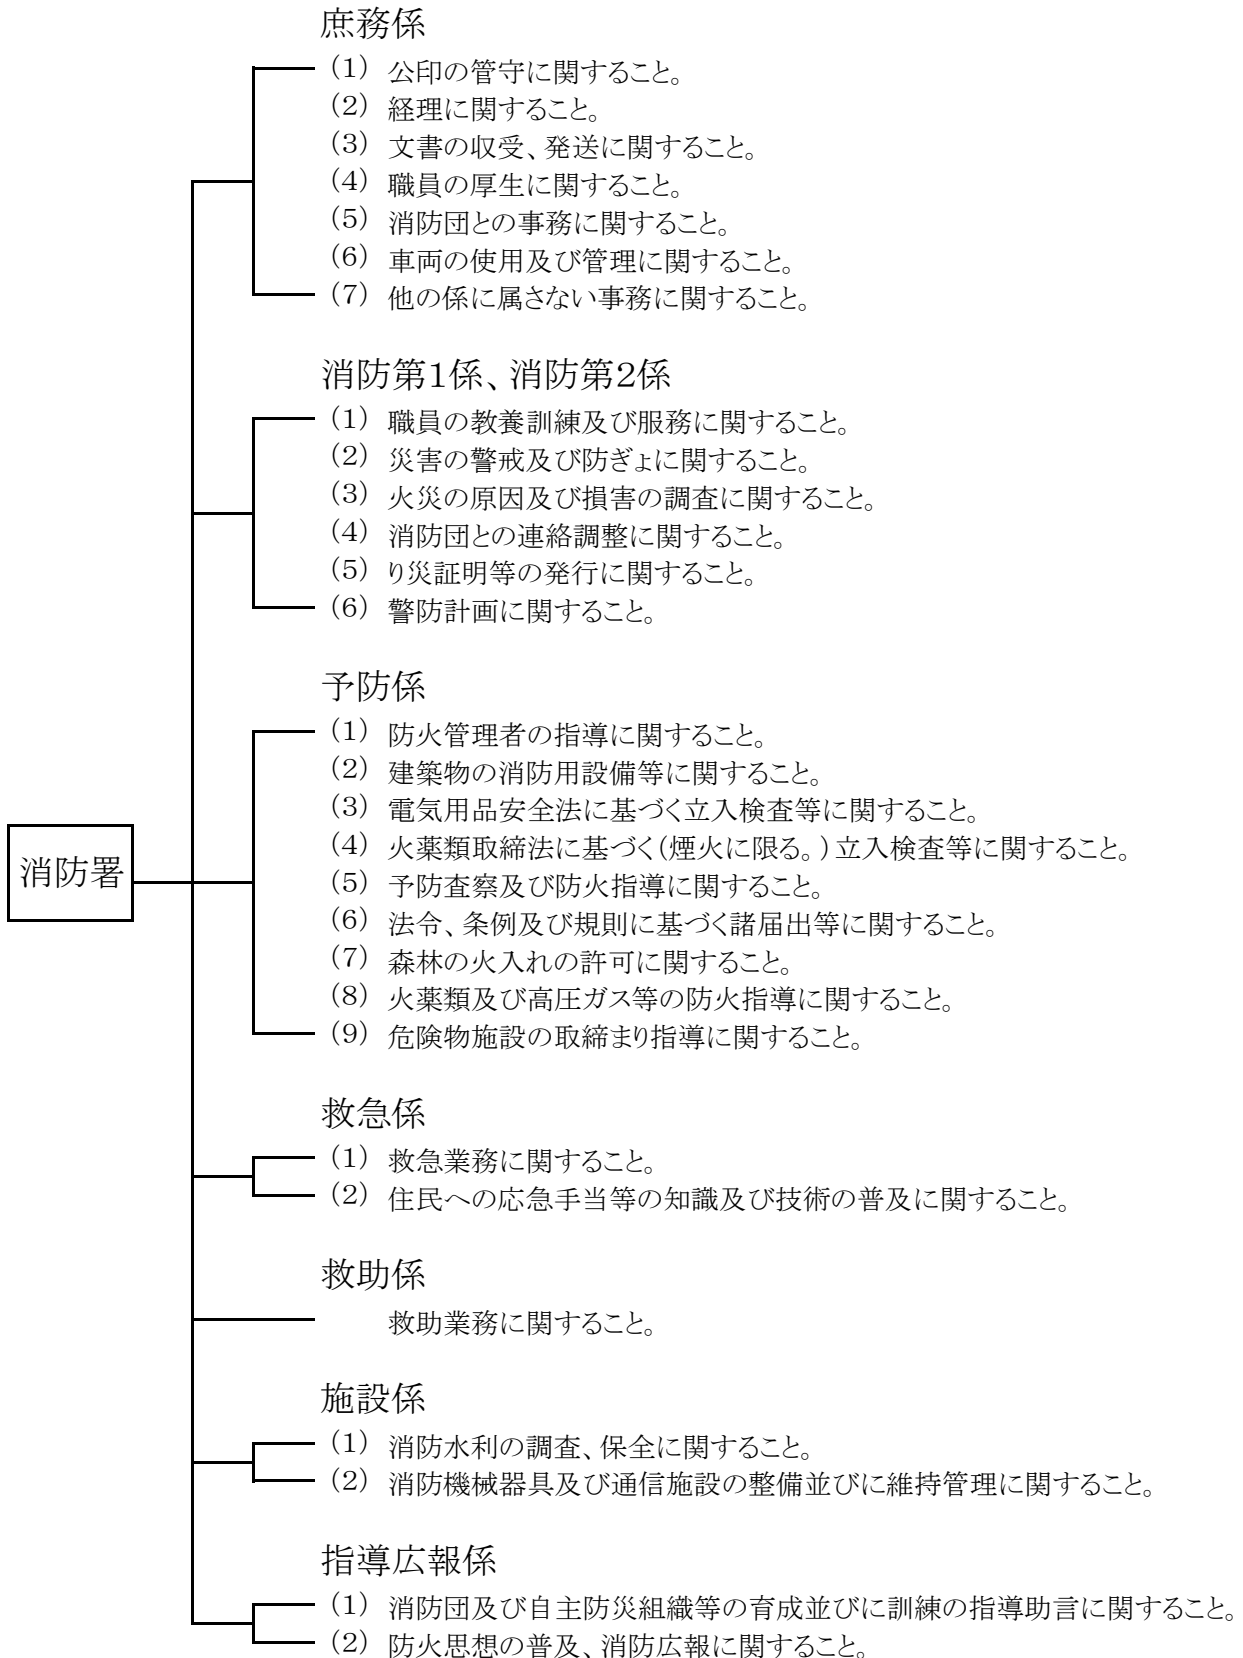 庶務係
(1) 公印の管守に関すること。
(2) 経理に関すること。
(3) 文書の収受、発送に関すること。
(4) 職員の厚生に関すること。
(5) 消防団との事務に関すること。
(6) 車両の使用及び管理に関すること。
(7) 他の係に属さない事務に関すること。
消防第1係、消防第2係
(1) 職員の教養訓練及び服務に関すること。
(2) 災害の警戒及び防ぎょに関すること。
(3) 火災の原因及び損害の調査に関すること。
(4) 消防団との連絡調整に関すること。
(5) り災証明等の発行に関すること。
(6) 警防計画に関すること。
予防係
(1) 防火管理者の指導に関すること。
(2) 建築物の消防用設備等に関すること。
(3) 電気用品安全法に基づく立入検査等に関すること。
(4) 火薬類取締法に基づく(煙火に限る。)立入検査等に関すること。
消防署
(5) 予防査察及び防火指導に関すること。
(6) 法令、条例及び規則に基づく諸届出等に関すること。
(7) 森林の火入れの許可に関すること。
(8) 火薬類及び高圧ガス等の防火指導に関すること。
(9) 危険物施設の取締まり指導に関すること。
救急係
(1) 救急業務に関すること。
(2) 住民への応急手当等の知識及び技術の普及に関すること。
救助係
救助業務に関すること。
施設係
(1) 消防水利の調査、保全に関すること。
(2) 消防機械器具及び通信施設の整備並びに維持管理に関すること。
指導広報係
(1) 消防団及び自主防災組織等の育成並びに訓練の指導助言に関すること。
(2) 防火思想の普及、消防広報に関すること。